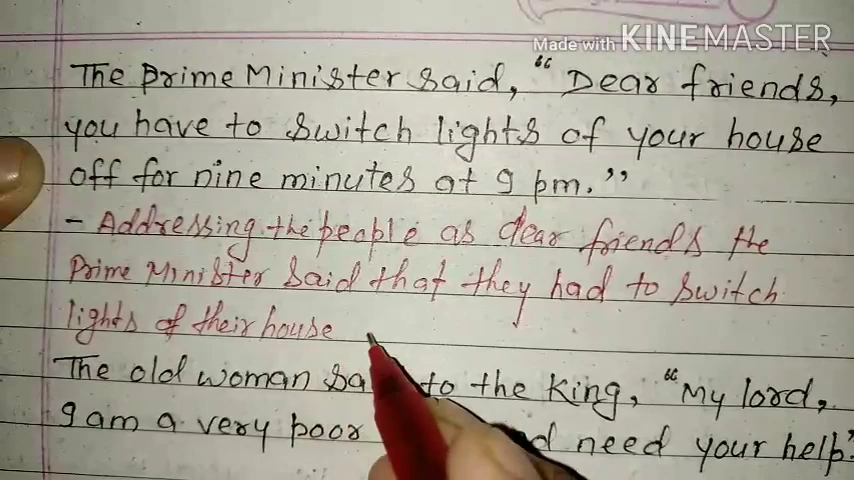 Made with KINEMASTER
The Prime Minister said, “Dear friends,
you have to switch lights of your house
off for nine minutes at 9 pm.”
- Addressing the people as dear friends the
Prime Minister said that they had to switch
lights of their house
The old woman sa to the King, “My lord,
I am a very poor d need your help”